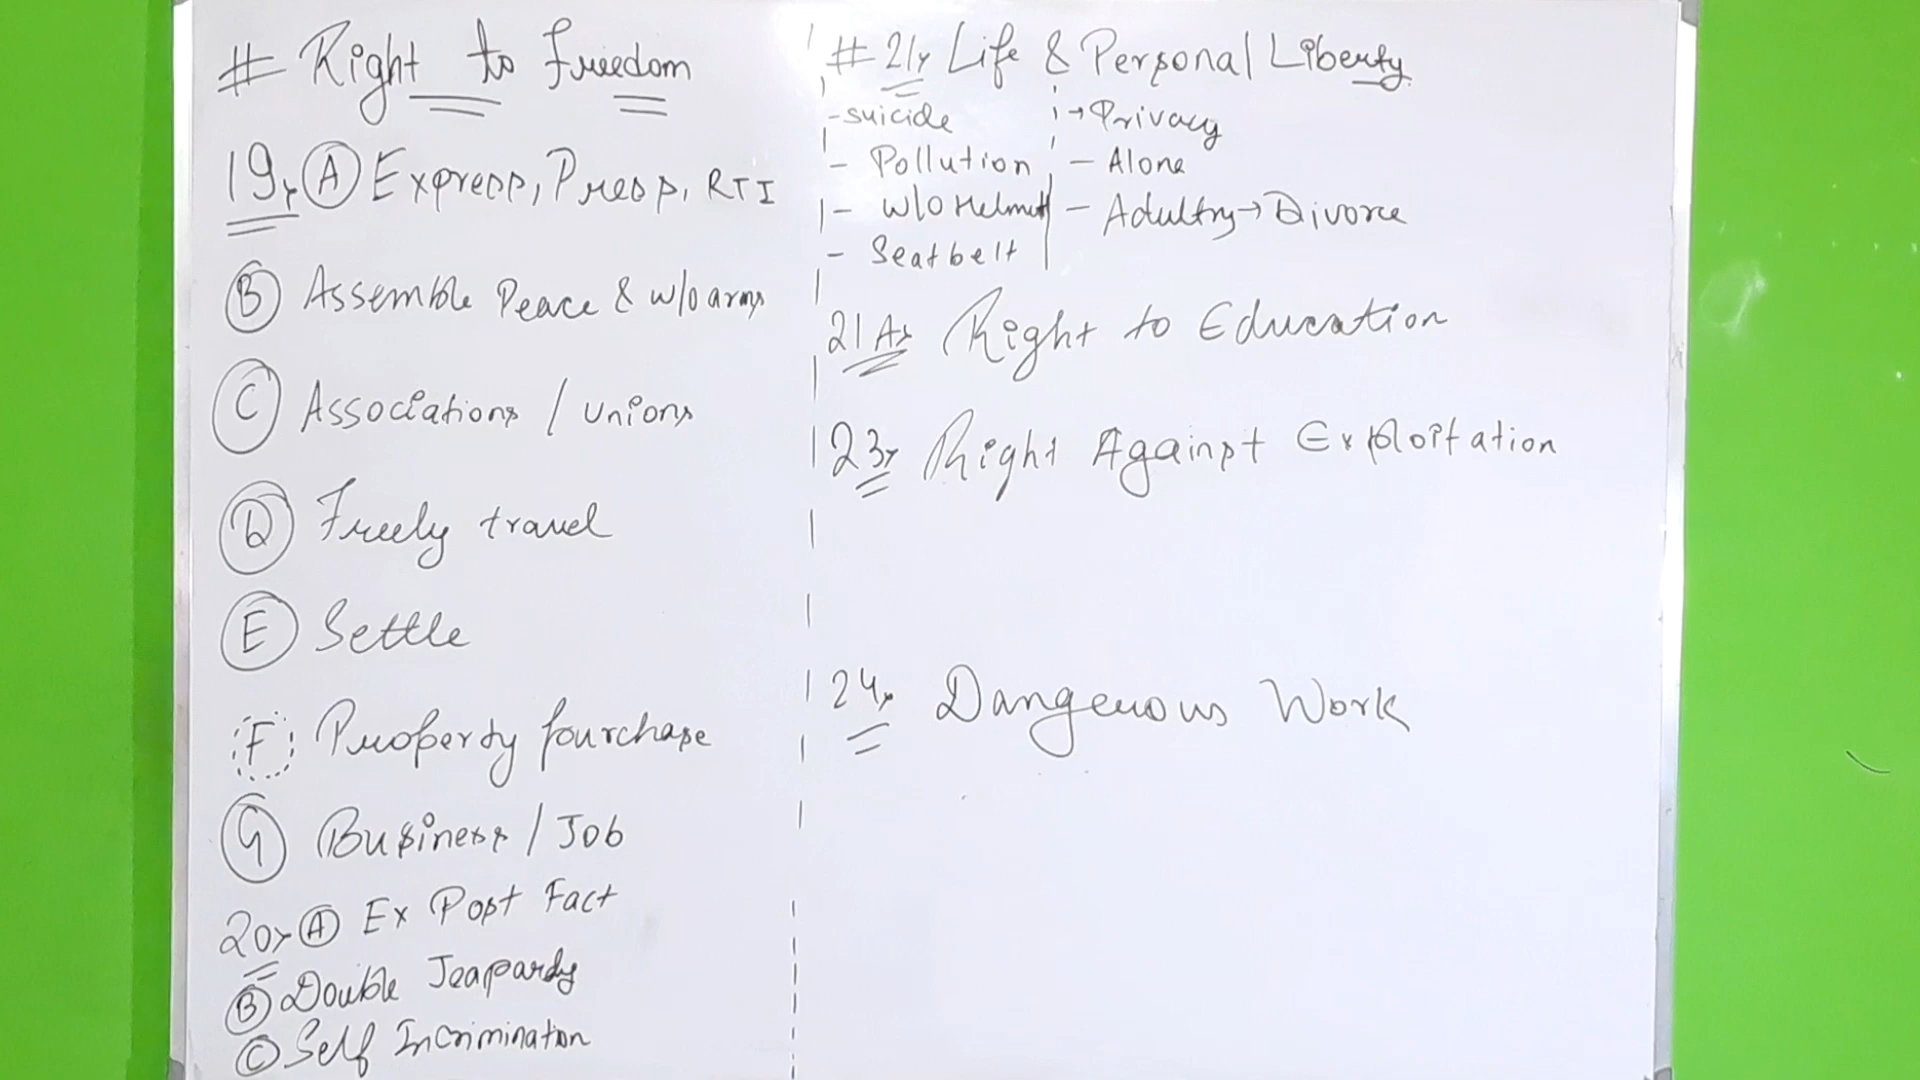 # Right to freedom
19, A Express, Press, RTI
B Assemble Peace & w/o arms
C Associations / unions
D Freely travel
E Settle
F Property purchase
G Business / Job
20, A Ex Post Fact
B Double Jeapardy
C Self Incrimination
# 21, Life & Personal Liberty
- suicide
- Pollution
- w/o Helmet
- Seatbelt
→ Privacy
- Alone
- Adultry → Divorce
21A, Right to Education
23, Right Against Exploitation
24, Dangerous Work